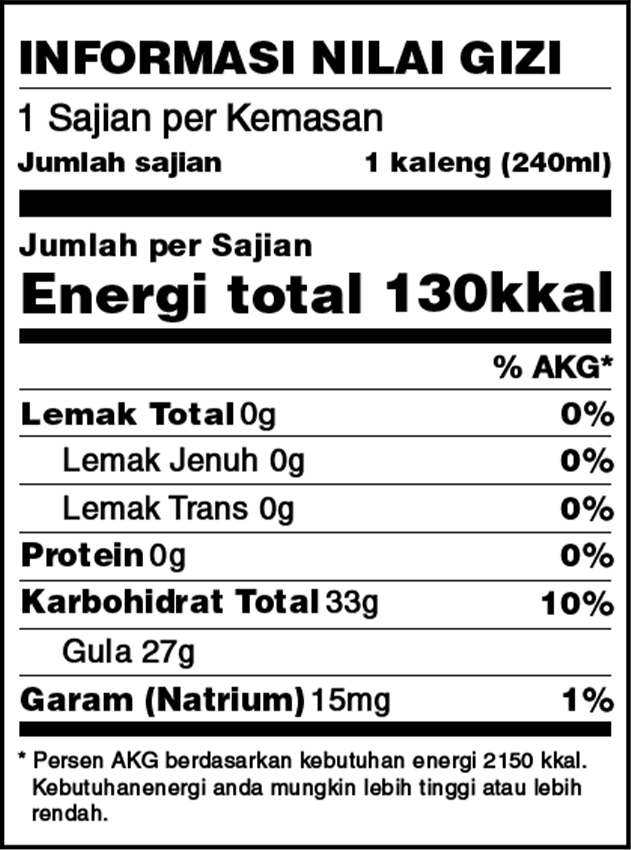 INFORMASI NILAI GIZI
1 Sajian per Kemasan
Jumlah sajian 1 kaleng (240ml)
Jumlah per Sajian
Energi total 130kkal
% AKG*
Lemak Total 0g 0%
Lemak Jenuh 0g 0%
Lemak Trans 0g 0%
Protein 0g 0%
Karbohidrat Total 33g 10%
Gula 27g
Garam (Natrium) 15mg 1%
* Persen AKG berdasarkan kebutuhan energi 2150 kkal.
Kebutuhanenergi anda mungkin lebih tinggi atau lebih
rendah.